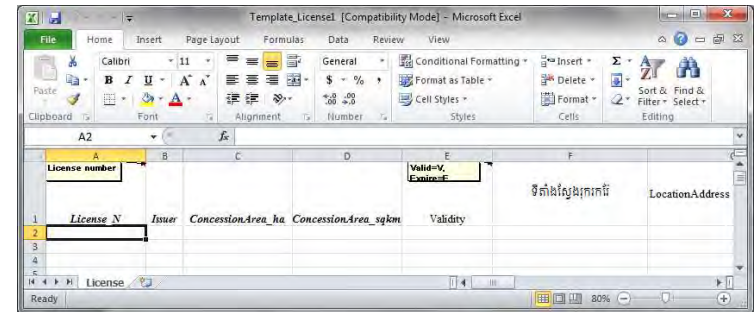 Template_License1 [Compatibility Mode] - Microsoft Excel
File Home Insert Page Layout Formulas Data Review View
Paste
Calibri 11
B I U A A
General
$ % ,
Conditional Formatting
Format as Table
Cell Styles
Insert
Delete
Format
Σ
Sort & Filter
Find & Select
Clipboard Font Alignment Number Styles Cells Editing
A2 fx
A B C D E F
License number
Valid=V,
Expire=E
1 License_N Issuer ConcessionArea_ha ConcessionArea_sqkm Validity ទីតាំងស្វែងរុករករ៉ែ LocationAddress
2
3
4
5
License
Ready 80%